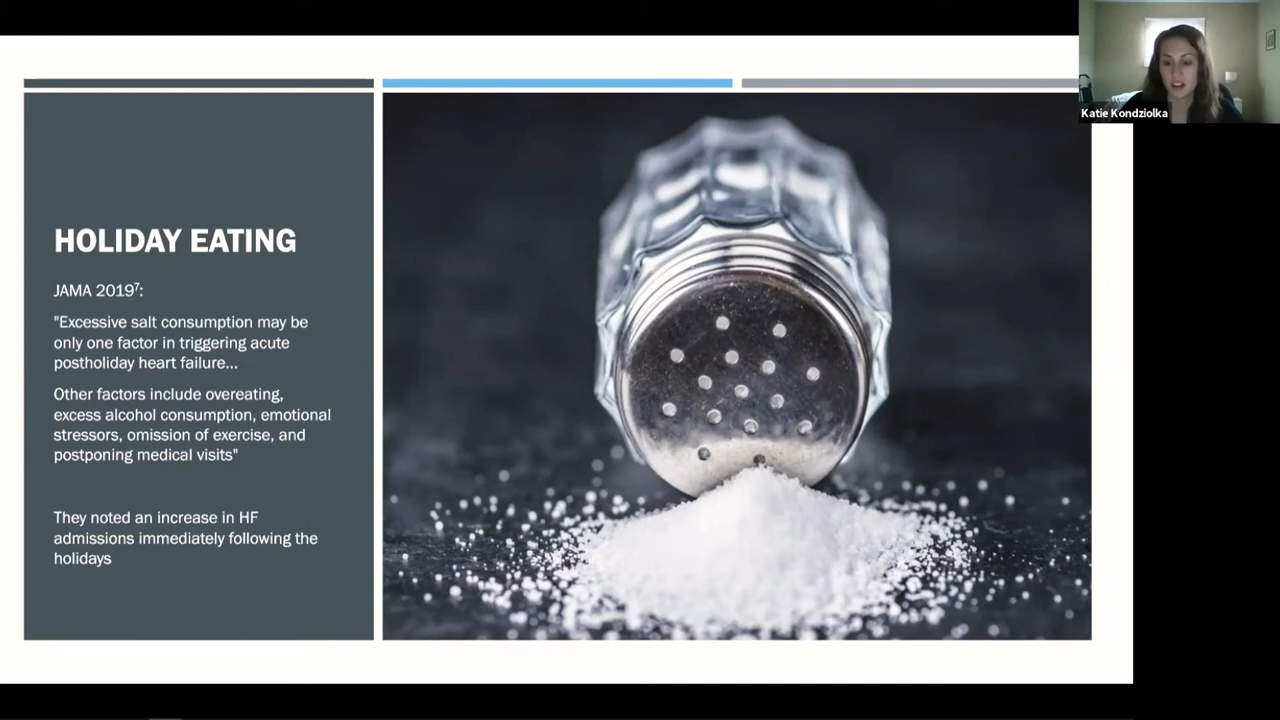 Katie Kondziolka
HOLIDAY EATING
JAMA 2019⁷:
"Excessive salt consumption may be
only one factor in triggering acute
postholiday heart failure...
Other factors include overeating,
excess alcohol consumption, emotional
stressors, omission of exercise, and
postponing medical visits"
They noted an increase in HF
admissions immediately following the
holidays